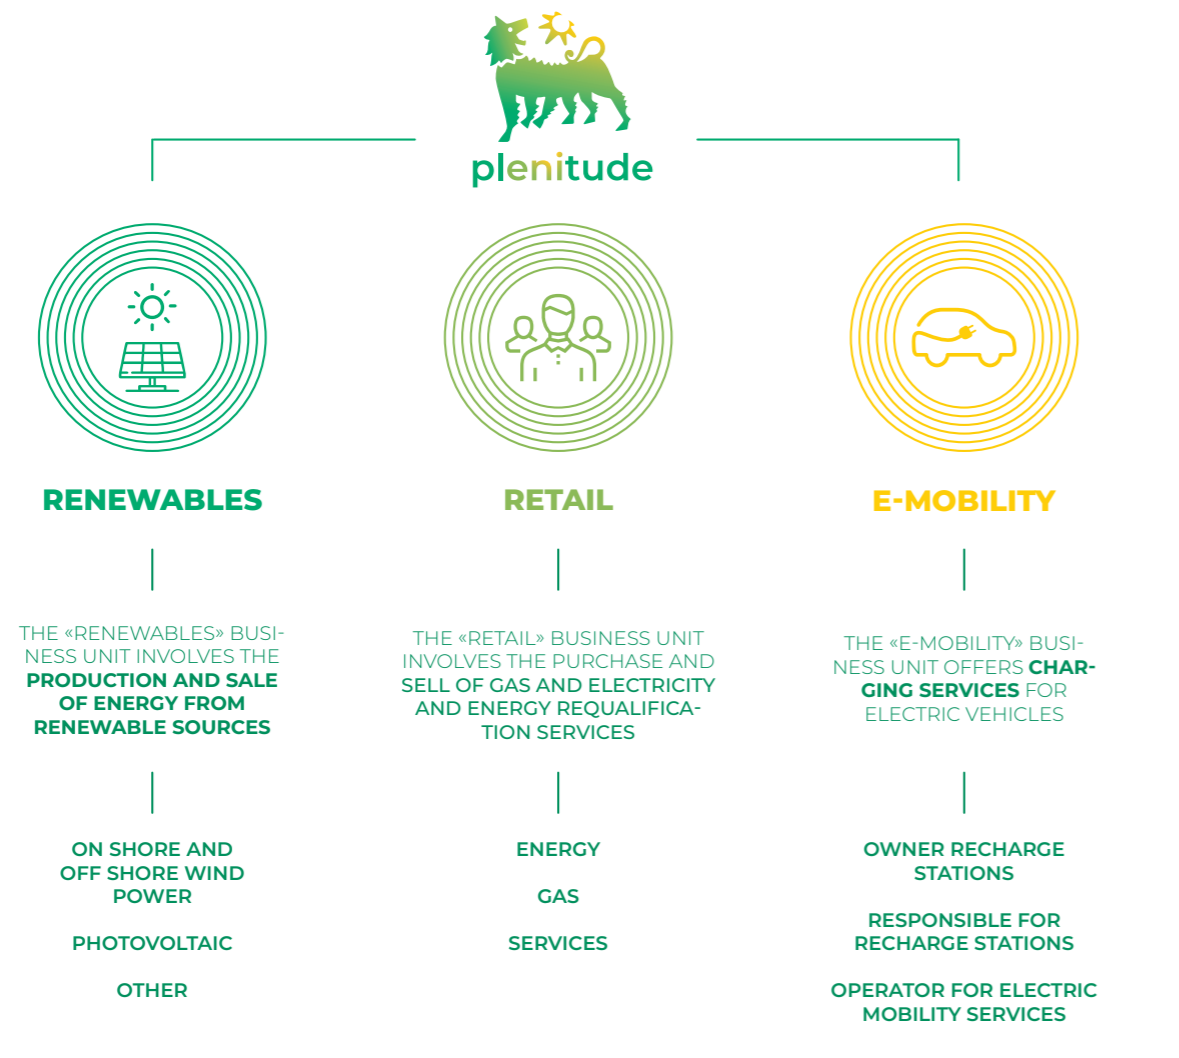 plenitude
RENEWABLES
THE «RENEWABLES» BUSI-
NESS UNIT INVOLVES THE
PRODUCTION AND SALE
OF ENERGY FROM
RENEWABLE SOURCES
ON SHORE AND
OFF SHORE WIND
POWER
PHOTOVOLTAIC
OTHER
RETAIL
THE «RETAIL» BUSINESS UNIT
INVOLVES THE PURCHASE AND
SELL OF GAS AND ELECTRICITY
AND ENERGY REQUALIFICA-
TION SERVICES
ENERGY
GAS
SERVICES
E-MOBILITY
THE «E-MOBILITY» BUSI-
NESS UNIT OFFERS CHAR-
GING SERVICES FOR
ELECTRIC VEHICLES
OWNER RECHARGE
STATIONS
RESPONSIBLE FOR
RECHARGE STATIONS
OPERATOR FOR ELECTRIC
MOBILITY SERVICES